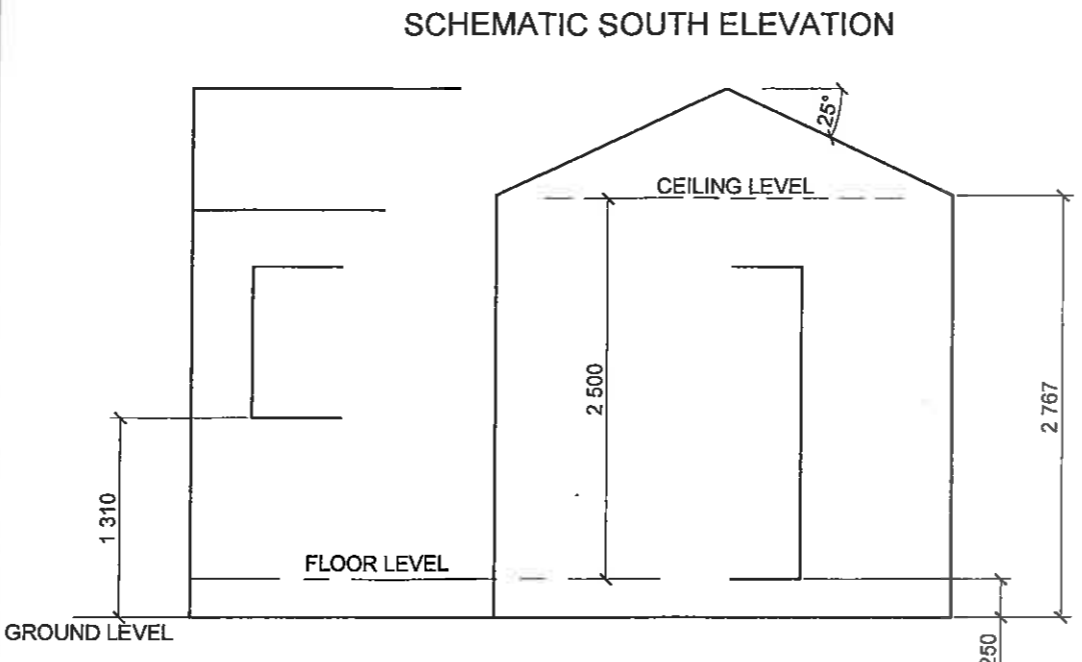 SCHEMATIC SOUTH ELEVATION
25°
CEILING LEVEL
2 500
2 767
1 310
FLOOR LEVEL
GROUND LEVEL
250